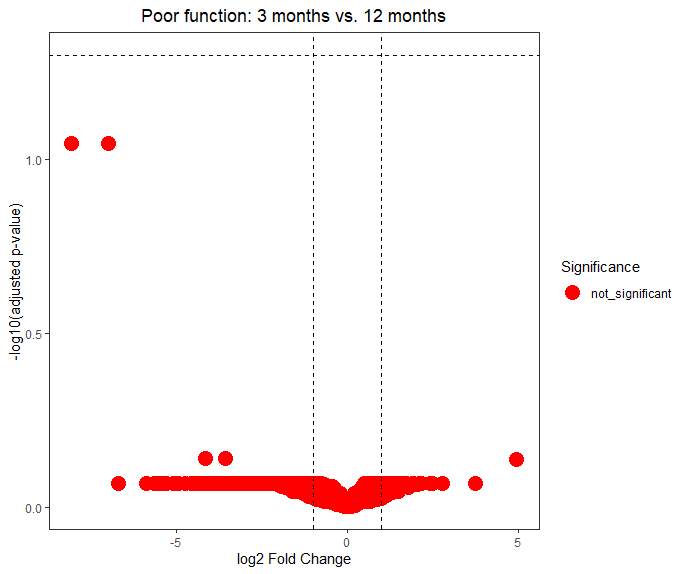 Poor function: 3 months vs. 12 months
-log10(adjusted p-value)
1.0
0.5
0.0
-5
0
5
log2 Fold Change
Significance
not_significant